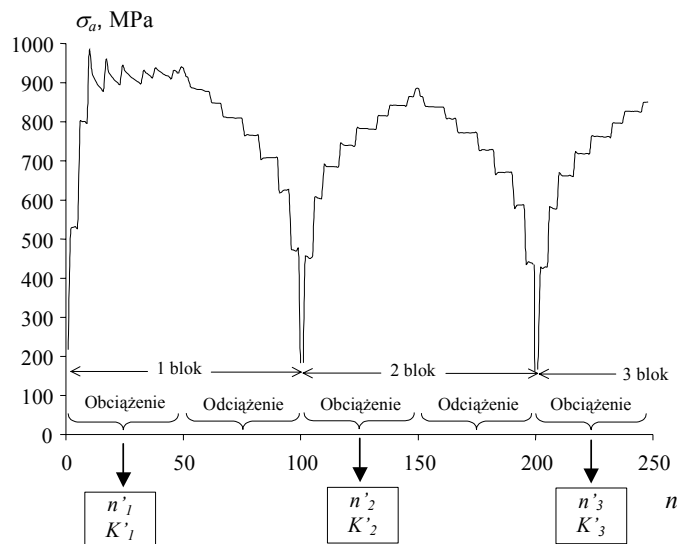 σa, MPa
1000
900
800
700
600
500
400
300
200
100
0
1 blok
2 blok
3 blok
Obciążenie
Odciążenie
Obciążenie
Odciążenie
Obciążenie
0
50
100
150
200
250
n
n'1
K'1
n'2
K'2
n'3
K'3